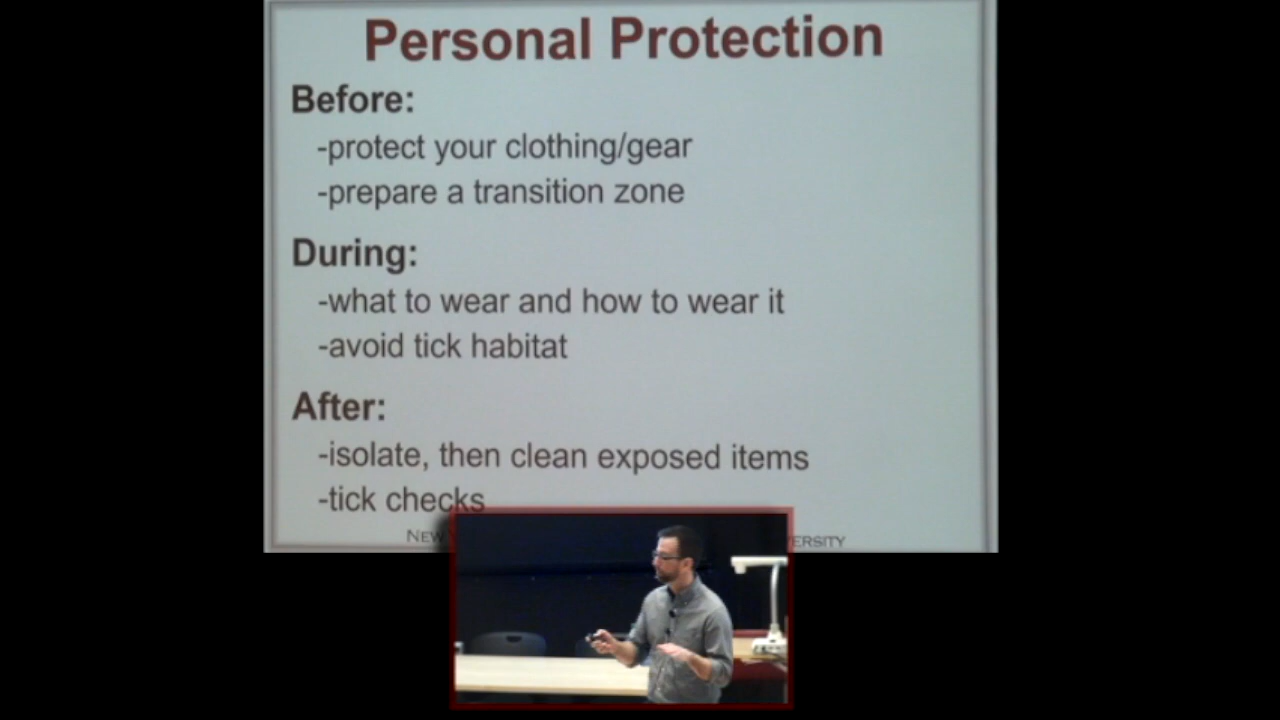 Personal Protection
Before:
-protect your clothing/gear
-prepare a transition zone
During:
-what to wear and how to wear it
-avoid tick habitat
After:
-isolate, then clean exposed items
-tick checks
NEW